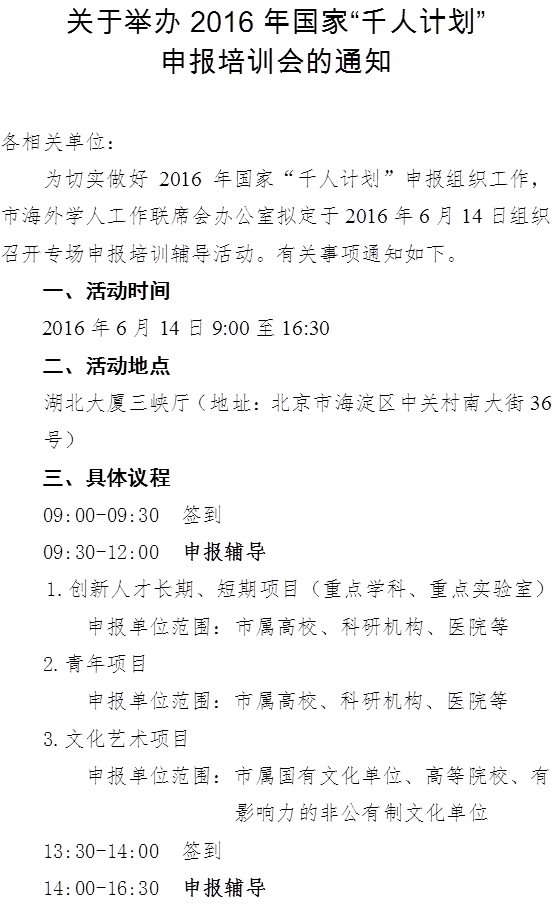 关于举办 2016 年国家“千人计划”
申报培训会的通知
各相关单位：
为切实做好 2016 年国家“千人计划”申报组织工作，
市海外学人工作联席会办公室拟定于 2016 年 6 月 14 日组织
召开专场申报培训辅导活动。有关事项通知如下。
一、活动时间
2016 年 6 月 14 日 9:00 至 16:30
二、活动地点
湖北大厦三峡厅（地址：北京市海淀区中关村南大街 36
号）
三、具体议程
09:00-09:30 签到
09:30-12:00 申报辅导
1.创新人才长期、短期项目（重点学科、重点实验室）
申报单位范围：市属高校、科研机构、医院等
2.青年项目
申报单位范围：市属高校、科研机构、医院等
3.文化艺术项目
申报单位范围：市属国有文化单位、高等院校、有
影响力的非公有制文化单位
13:30-14:00 签到
14:00-16:30 申报辅导